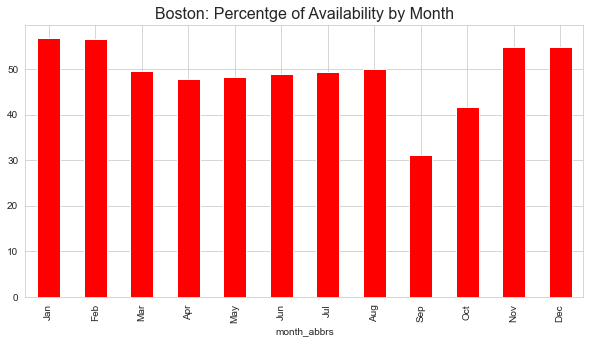 Boston: Percentge of Availability by Month
50
40
30
20
10
0
Jan Feb Mar Apr May Jun Jul Aug Sep Oct Nov Dec
month_abbrs